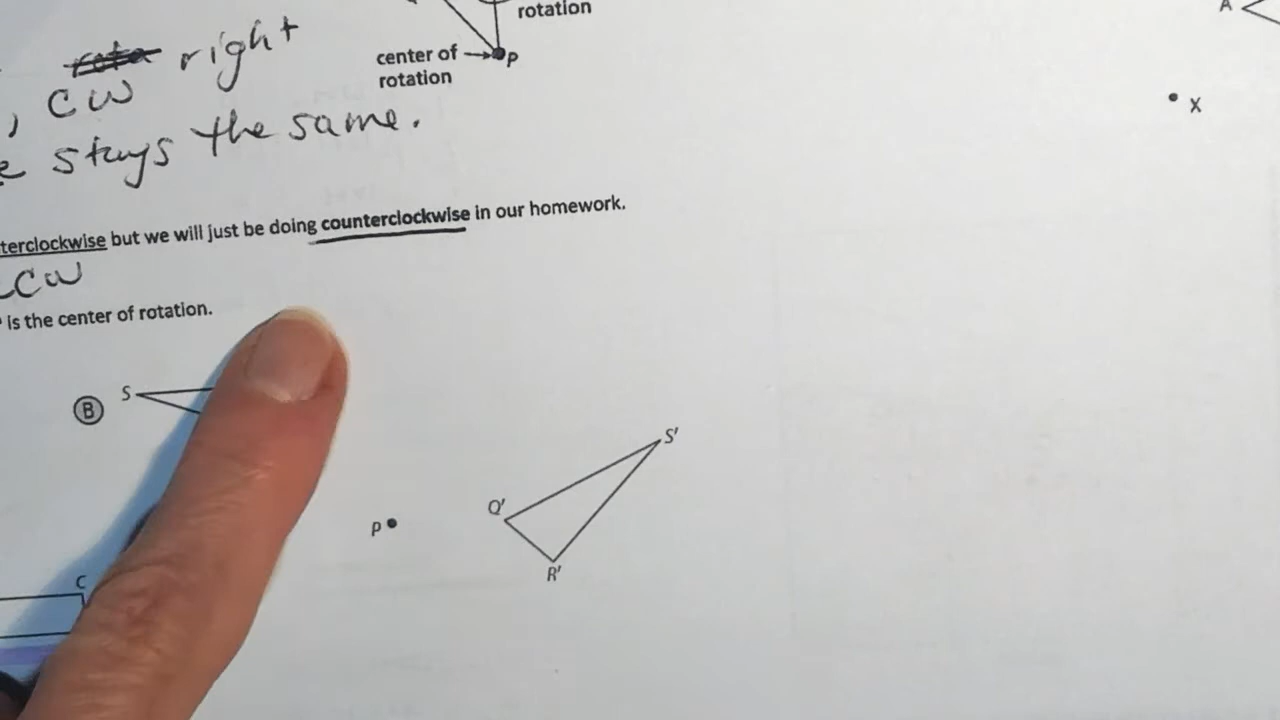 rotation
right
center of
rotation
P
, cw
stays the same.
A
x
terclockwise but we will just be doing counterclockwise in our homework.
cw
is the center of rotation.
B
S
S'
Q'
P
R'
C